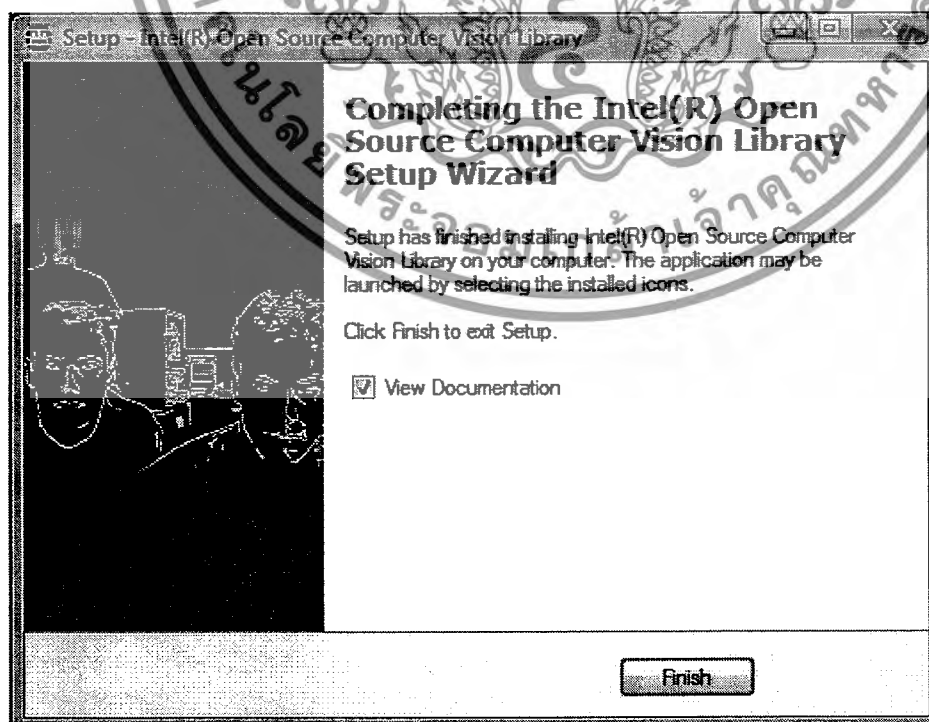 Setup - Intel(R) Open Source Computer Vision Library
Completing the Intel(R) Open
Source Computer Vision Library
Setup Wizard
Setup has finished installing Intel(R) Open Source Computer
Vision Library on your computer. The application may be
launched by selecting the installed icons.
Click Finish to exit Setup.
View Documentation
Finish